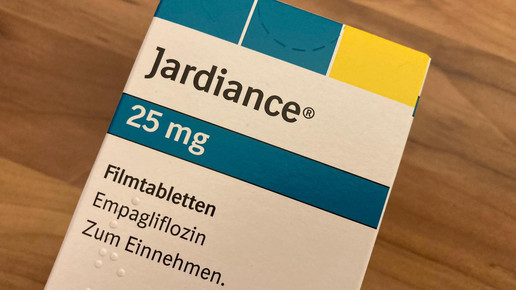 Jardiance®
25 mg
Filmtabletten
Empagliflozin
Zum Einnehmen.